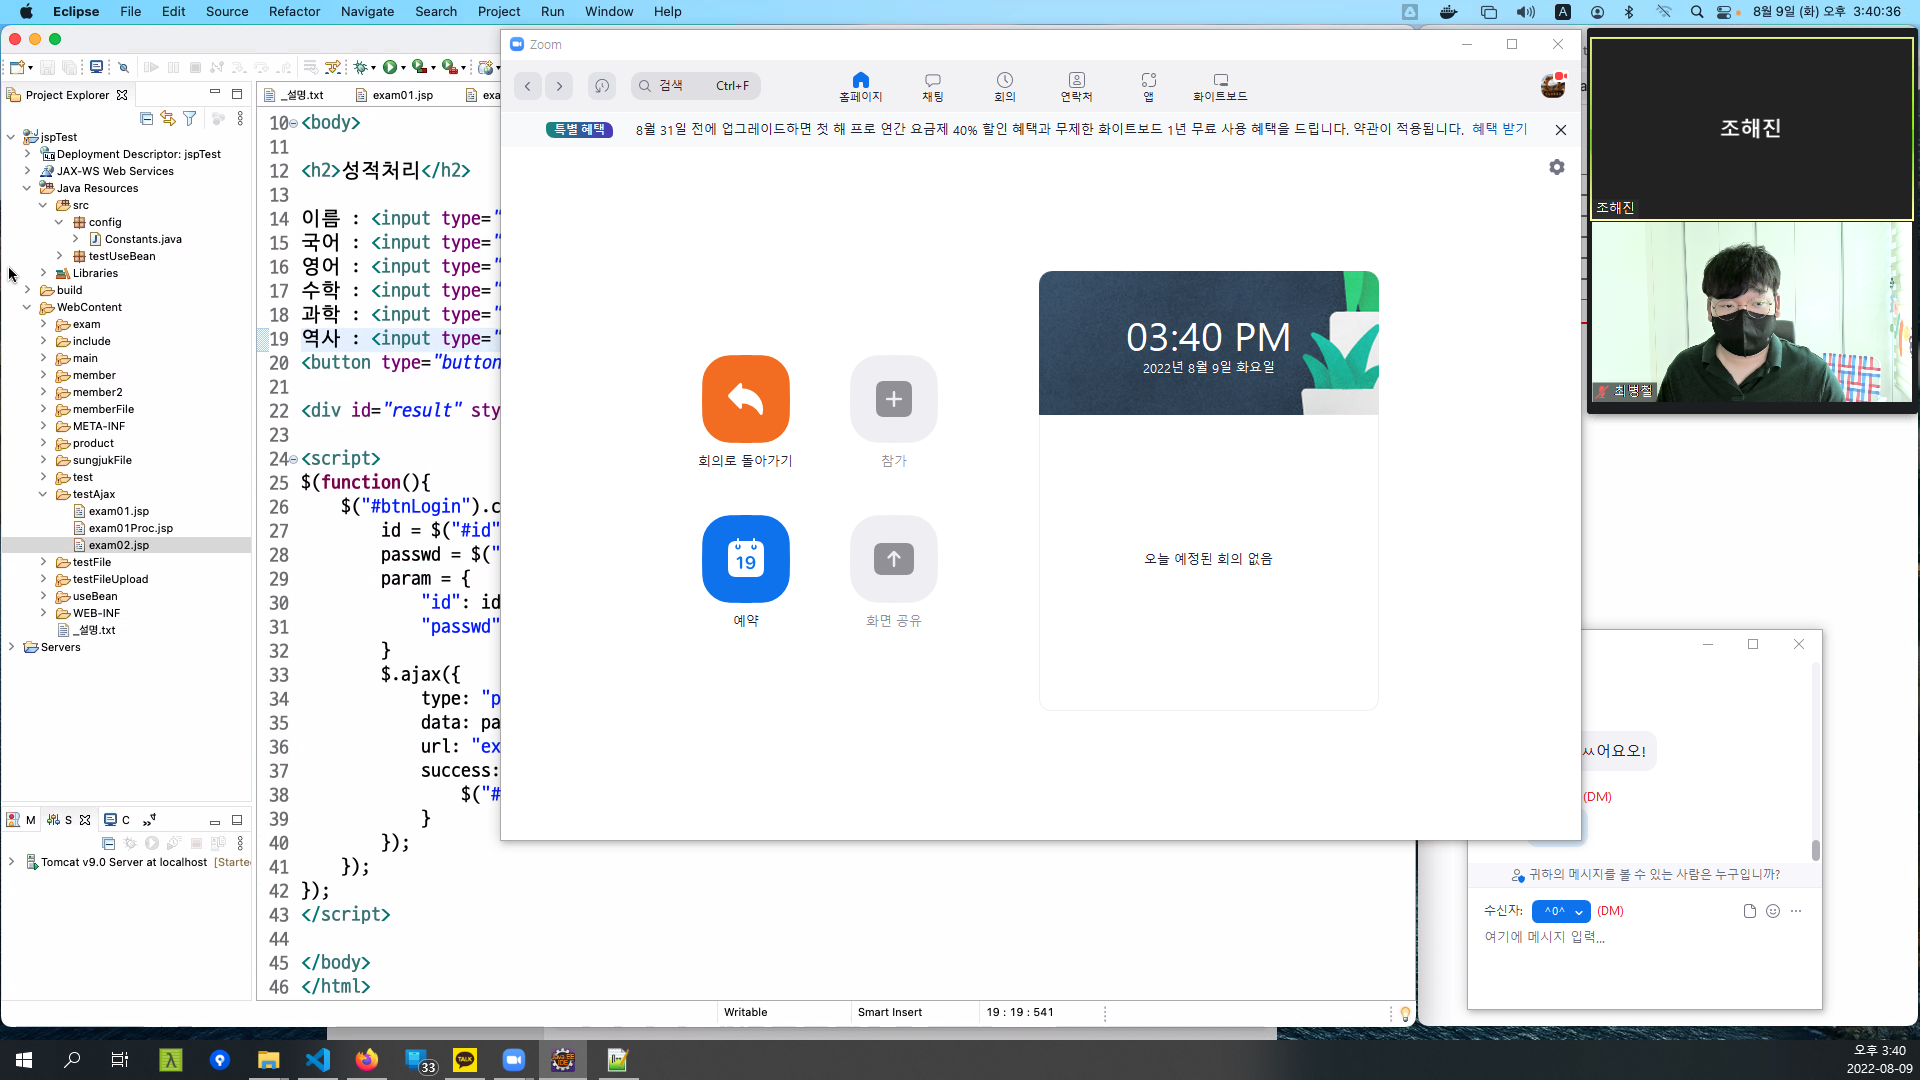 Eclipse File Edit Source Refactor Navigate Search Project Run Window Help
A
8월 9일 (화) 오후 3:40:36
Project Explorer
jspTest
Deployment Descriptor: jspTest
JAX-WS Web Services
Java Resources
src
config
Constants.java
testUseBean
Libraries
build
WebContent
exam
include
main
member
member2
memberFile
META-INF
product
sungjukFile
test
testAjax
exam01.jsp
exam01Proc.jsp
exam02.jsp
testFile
testFileUpload
useBean
WEB-INF
_설명.txt
Servers
M S C
Tomcat v9.0 Server at localhost [Starte
_설명.txt exam01.jsp exa
10 <body>
11
12 <h2>성적처리</h2>
13
14 이름 : <input type="
15 국어 : <input type="
16 영어 : <input type="
17 수학 : <input type="
18 과학 : <input type="
19 역사 : <input type="
20 <button type="button
21
22 <div id="result" sty
23
24 <script>
25 $(function(){
26 $("#btnLogin").c
27 id = $("#id"
28 passwd = $("
29 param = {
30 "id": id
31 "passwd"
32 }
33 $.ajax({
34 type: "p
35 data: pa
36 url: "ex
37 success:
38 $("#
39 }
40 });
41 });
42 });
43 </script>
44
45 </body>
46 </html>
Writable Smart Insert 19 : 19 : 541
Zoom
검색 Ctrl+F
홈페이지 채팅 회의 연락처 앱 화이트보드
특별 혜택 8월 31일 전에 업그레이드하면 첫 해 프로 연간 요금제 40% 할인 혜택과 무제한 화이트보드 1년 무료 사용 혜택을 드립니다. 약관이 적용됩니다. 혜택 받기
회의로 돌아가기
참가
19
예약
화면 공유
03:40 PM
2022년 8월 9일 화요일
오늘 예정된 회의 없음
조해진
조해진
최병철
ㅆ어요오!
(DM)
귀하의 메시지를 볼 수 있는 사람은 누구입니까?
수신자: ^0^ (DM)
여기에 메시지 입력...
33
TALK
오후 3:40
2022-08-09